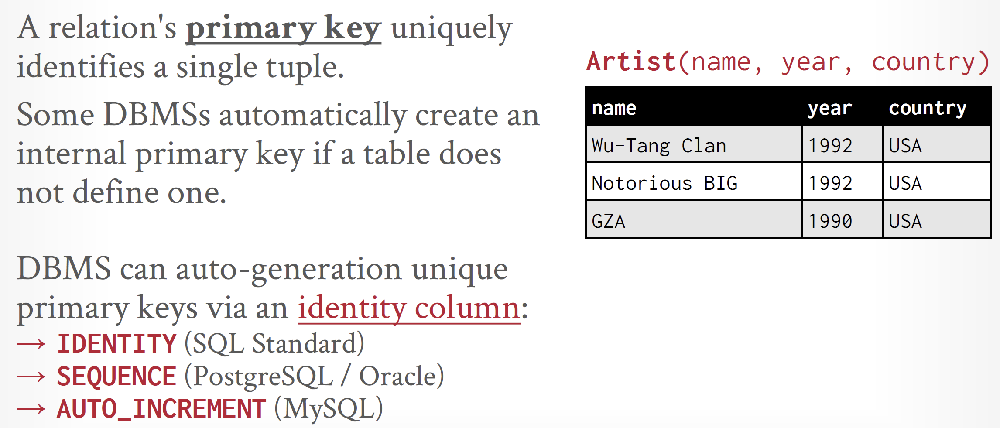 A relation's primary key uniquely
identifies a single tuple.
Some DBMSs automatically create an
internal primary key if a table does
not define one.
DBMS can auto-generation unique
primary keys via an identity column:
→ IDENTITY (SQL Standard)
→ SEQUENCE (PostgreSQL / Oracle)
→ AUTO_INCREMENT (MySQL)
Artist(name, year, country)
name year country
Wu-Tang Clan 1992 USA
Notorious BIG 1992 USA
GZA 1990 USA